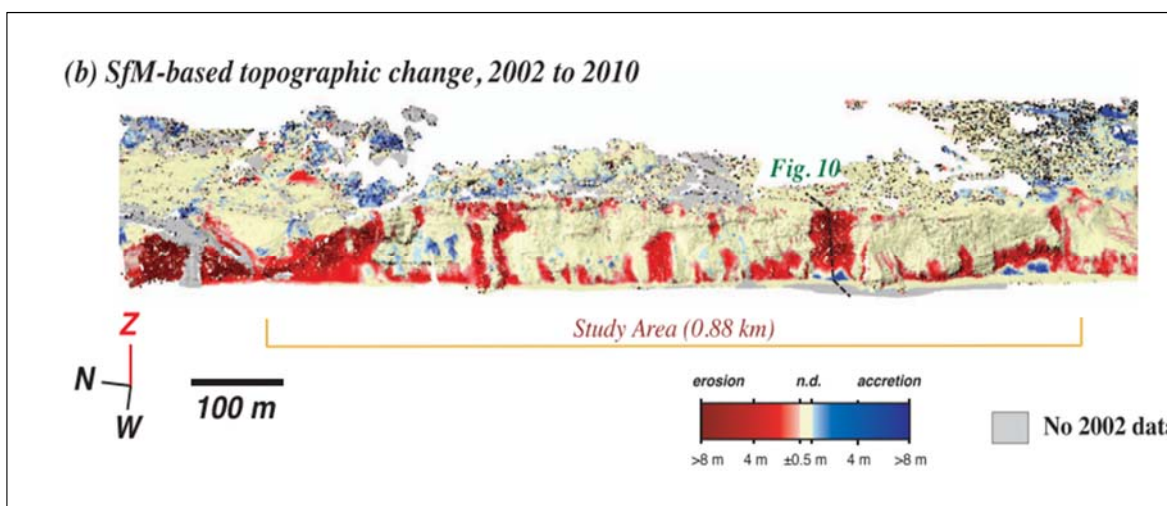 (b) SfM-based topographic change, 2002 to 2010
Fig. 10
Study Area (0.88 km)
Z
N
W
100 m
erosion n.d. accretion
>8 m 4 m ±0.5 m 4 m >8 m
No 2002 data